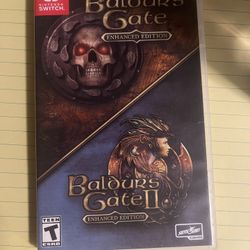 NINTENDO
SWITCH
BALDUR'S
GATE
ENHANCED EDITION
BALDUR'S
GATE II
ENHANCED EDITION
TEEN
T
ESRB